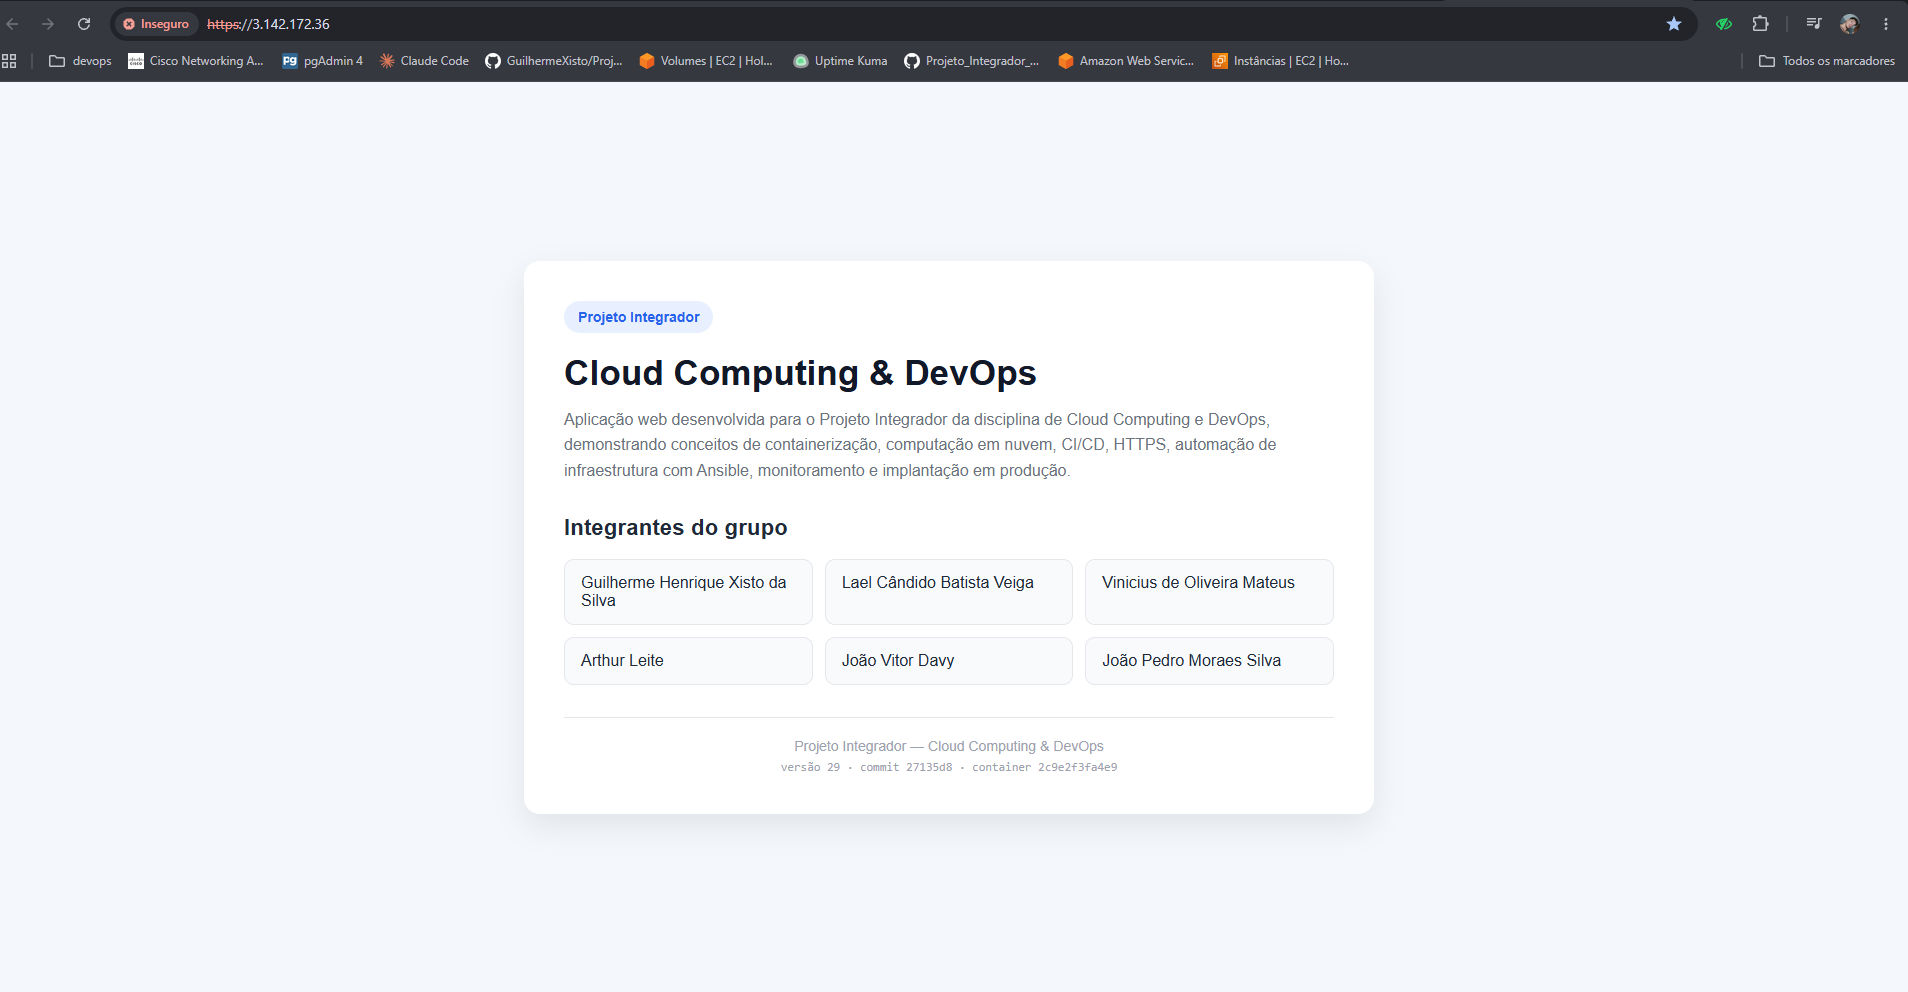 Inseguro
https://3.142.172.36
devops
Cisco Networking A...
pgAdmin 4
Claude Code
GuilhermeXisto/Proj...
Volumes | EC2 | Hol...
Uptime Kuma
Projeto_Integrador_...
Amazon Web Servic...
Instâncias | EC2 | Ho...
Todos os marcadores
Projeto Integrador
Cloud Computing & DevOps
Aplicação web desenvolvida para o Projeto Integrador da disciplina de Cloud Computing e DevOps,
demonstrando conceitos de containerização, computação em nuvem, CI/CD, HTTPS, automação de
infraestrutura com Ansible, monitoramento e implantação em produção.
Integrantes do grupo
Guilherme Henrique Xisto da
Silva
Lael Cândido Batista Veiga
Vinicius de Oliveira Mateus
Arthur Leite
João Vitor Davy
João Pedro Moraes Silva
Projeto Integrador — Cloud Computing & DevOps
versão 29 · commit 27135d8 · container 2c9e2f3fa4e9